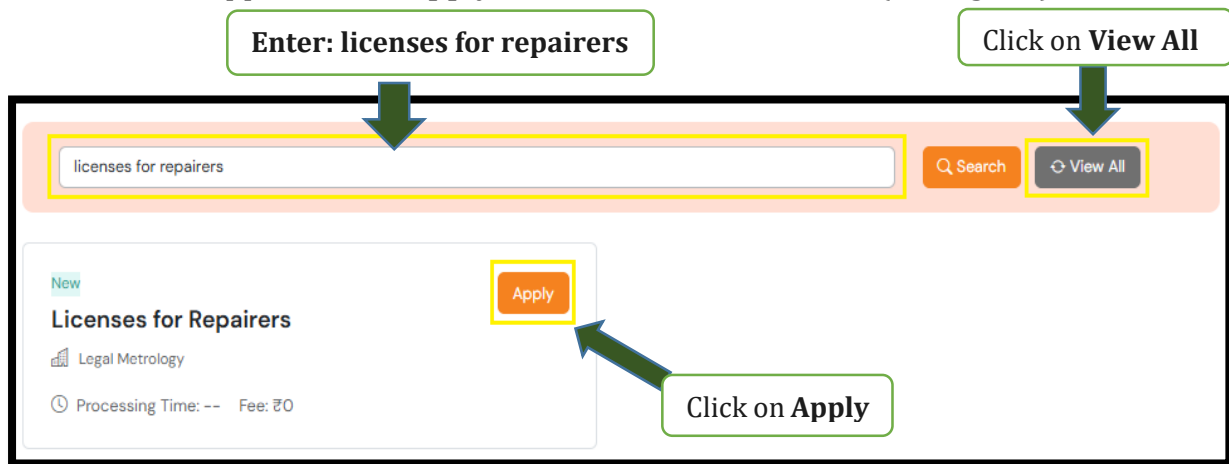 Enter: licenses for repairers
Click on View All
licenses for repairers
Search
View All
New
Apply
Licenses for Repairers
Legal Metrology
Processing Time: -- Fee: ₹0
Click on Apply